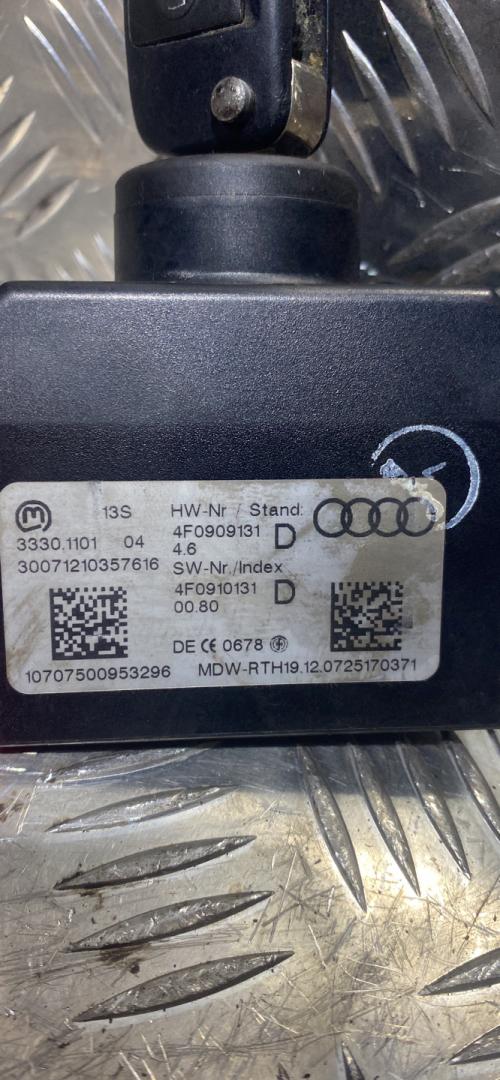 m 13S HW-Nr / Stand:
3330.1101 04 4F0909131 D
4.6
30071210357616 SW-Nr./Index
4F0910131 D
00.80
DE CE 0678
10707500953296 MDW-RTH19.12.0725170371